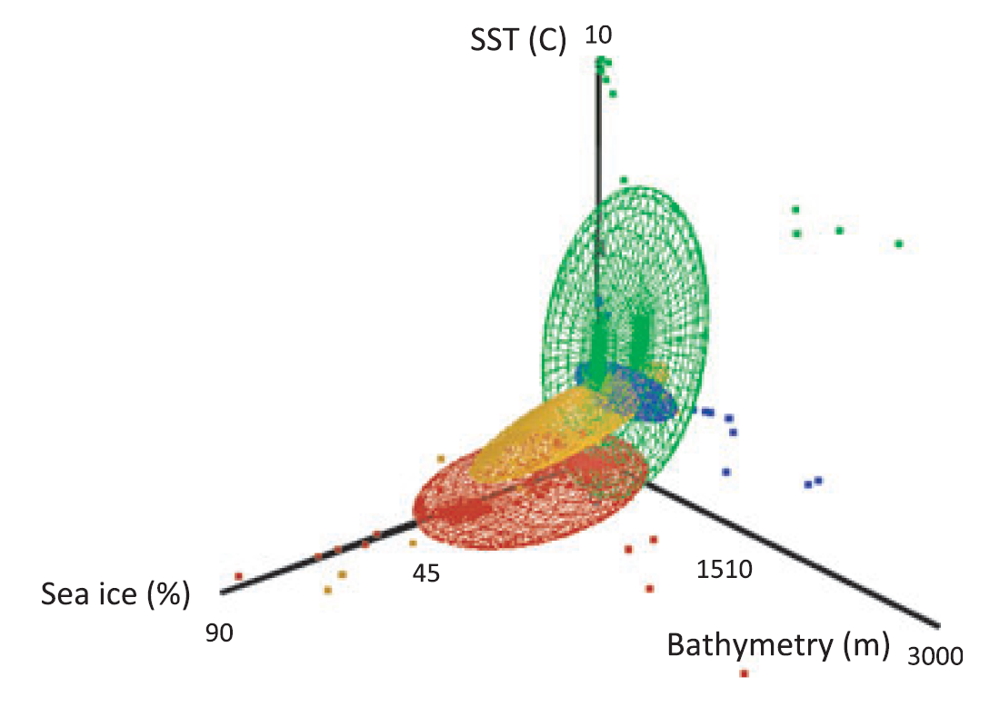 SST (C) 10
45
1510
Sea ice (%)
90
Bathymetry (m) 3000